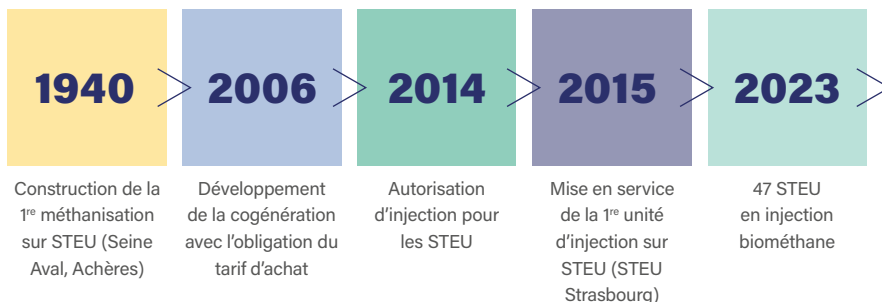 1940
2006
2014
2015
2023
Construction de la
1re méthanisation
sur STEU (Seine
Aval, Achères)
Développement
de la cogénération
avec l’obligation du
tarif d’achat
Autorisation
d’injection pour
les STEU
Mise en service
de la 1re unité
d’injection sur
STEU (STEU
Strasbourg)
47 STEU
en injection
biométhane